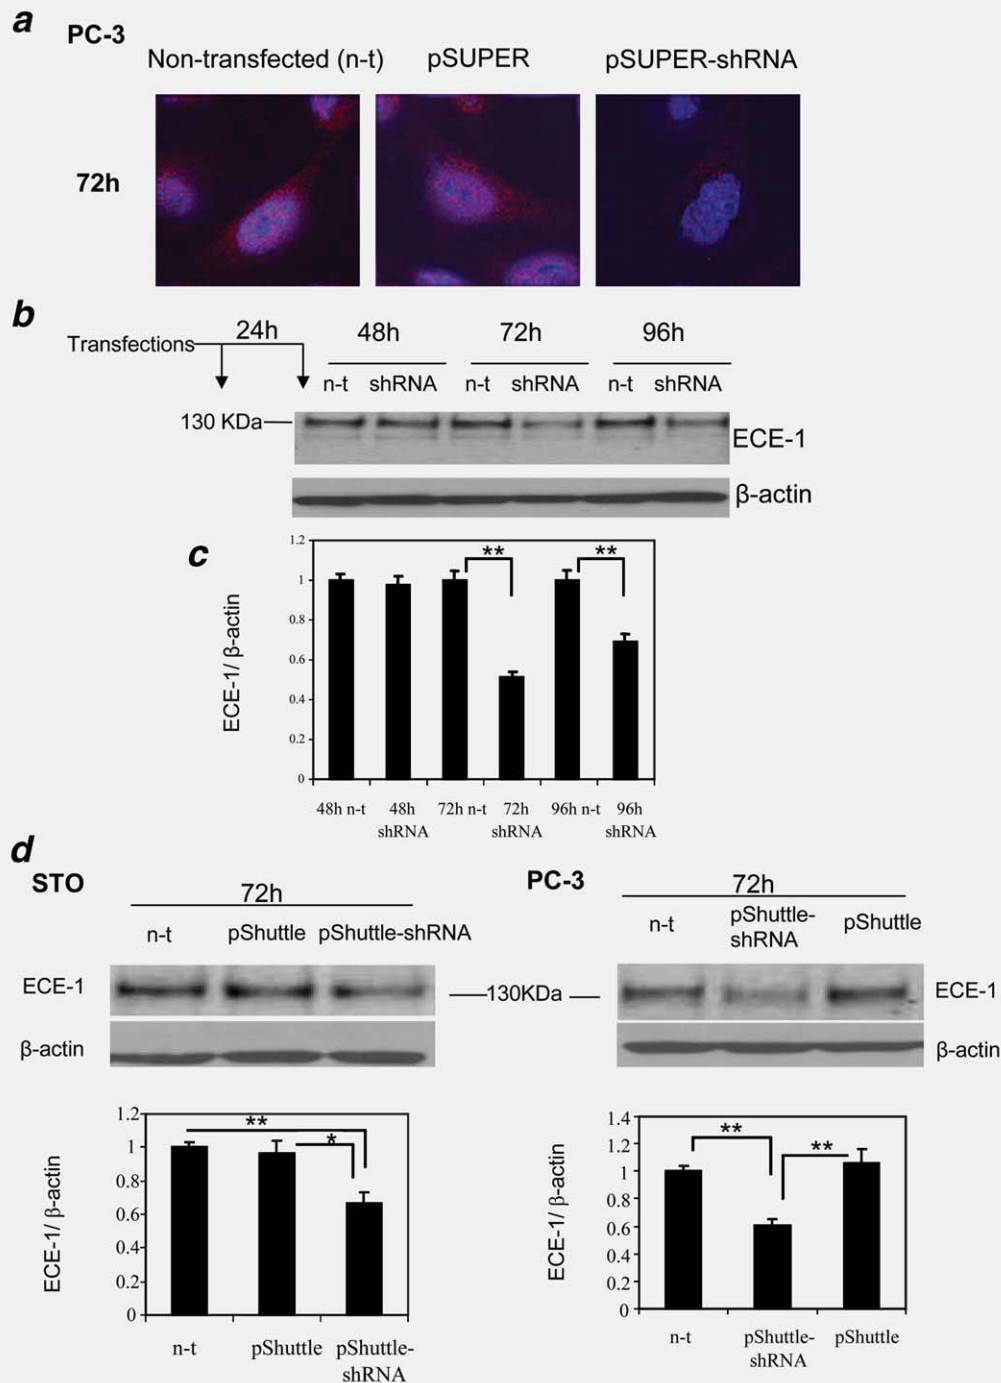 a
PC-3
Non-transfected (n-t) pSUPER pSUPER-shRNA
72h
b
Transfections 24h 48h 72h 96h
n-t shRNA n-t shRNA n-t shRNA
130 KDa
ECE-1
β-actin
c
ECE-1/ β-actin
1.2
1
0.8
0.6
0.4
0.2
0
** **
48h n-t 48h shRNA 72h n-t 72h shRNA 96h n-t 96h shRNA
d
STO
72h
n-t pShuttle pShuttle-shRNA
ECE-1
β-actin
130KDa
PC-3
72h
n-t pShuttle-shRNA pShuttle
ECE-1
β-actin
ECE-1/ β-actin
1.2
1
0.8
0.6
0.4
0.2
0
**
*
n-t pShuttle pShuttle-shRNA
ECE-1/ β-actin
1.4
1.2
1
0.8
0.6
0.4
0.2
0
** **
n-t pShuttle-shRNA pShuttle